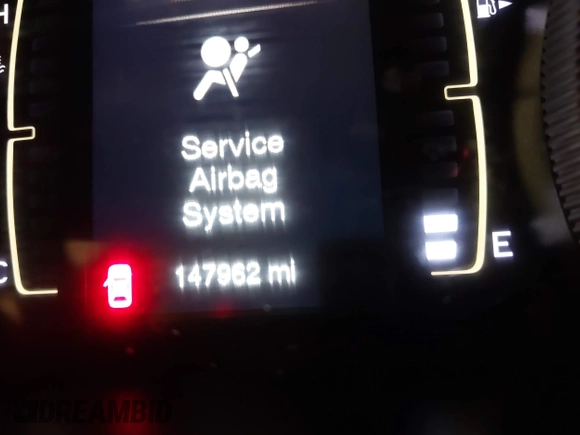 H
Service
Airbag
System
E
C
147962 mi
DREAMBID